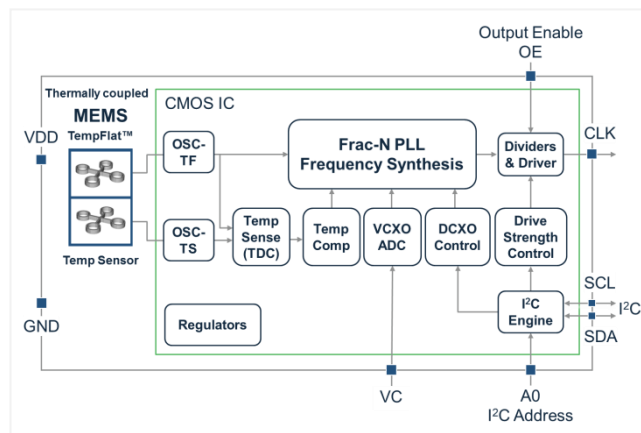 Output Enable
OE
Thermally coupled
MEMS
TempFlat™
CMOS IC
VDD
CLK
OSC-
TF
Frac-N PLL
Frequency Synthesis
Dividers
& Driver
OSC-
TS
Temp
Sense
(TDC)
Temp
Comp
VCXO
ADC
DCXO
Control
Drive
Strength
Control
Temp Sensor
GND
Regulators
I²C
Engine
SCL
I²C
SDA
VC
A0
I²C Address